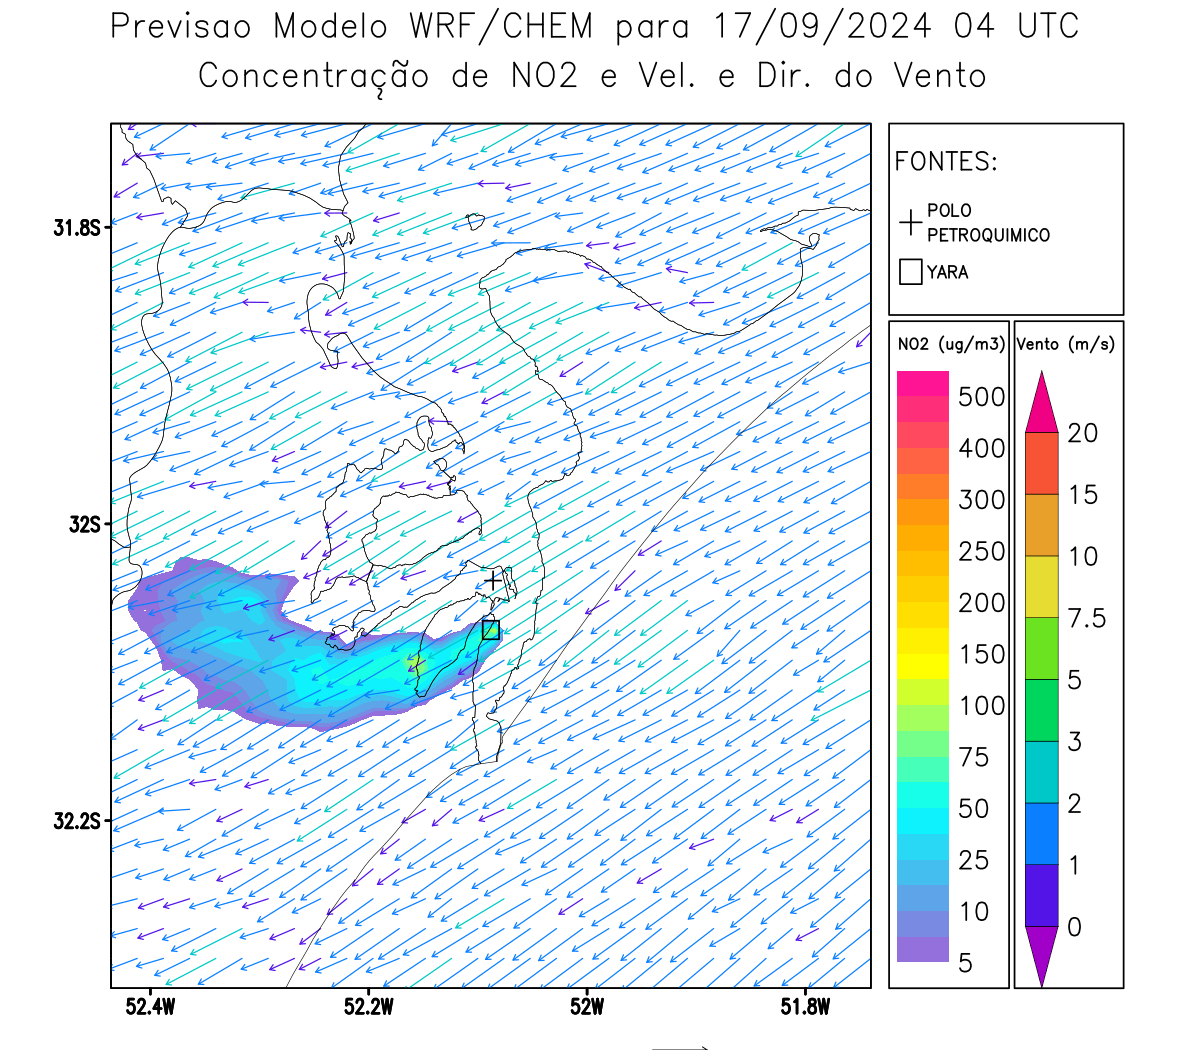 Previsao Modelo WRF/CHEM para 17/09/2024 04 UTC
Concentração de NO2 e Vel. e Dir. do Vento
FONTES:
POLO
PETROQUIMICO
YARA
NO2 (ug/m3)
500
400
300
250
200
150
100
75
50
25
10
5
Vento (m/s)
20
15
10
7.5
5
3
2
1
0
31.8S
32S
32.2S
52.4W
52.2W
52W
51.8W